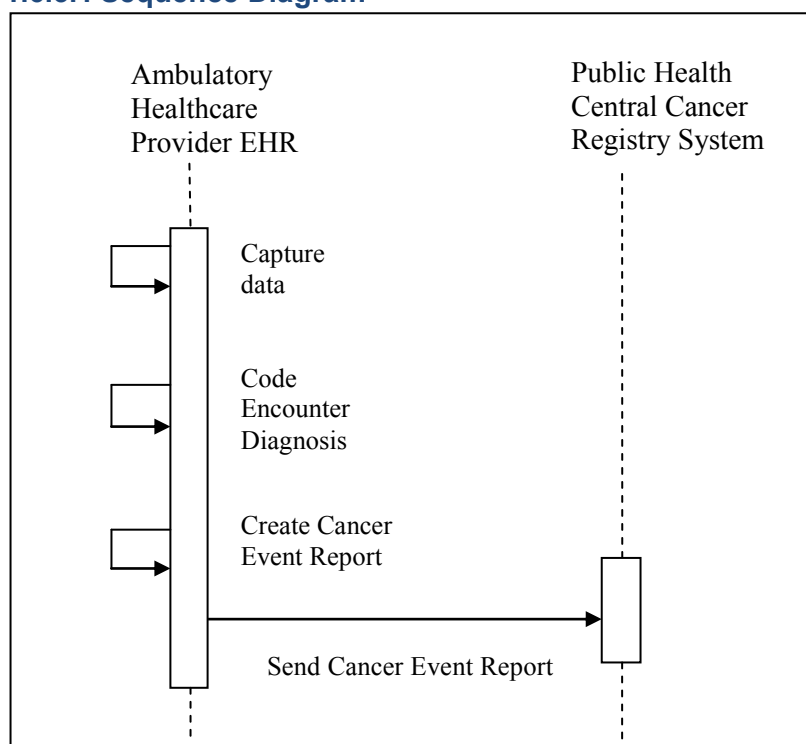 Sequence Diagram
Ambulatory
Healthcare
Provider EHR
Public Health
Central Cancer
Registry System
Capture
data
Code
Encounter
Diagnosis
Create Cancer
Event Report
Send Cancer Event Report